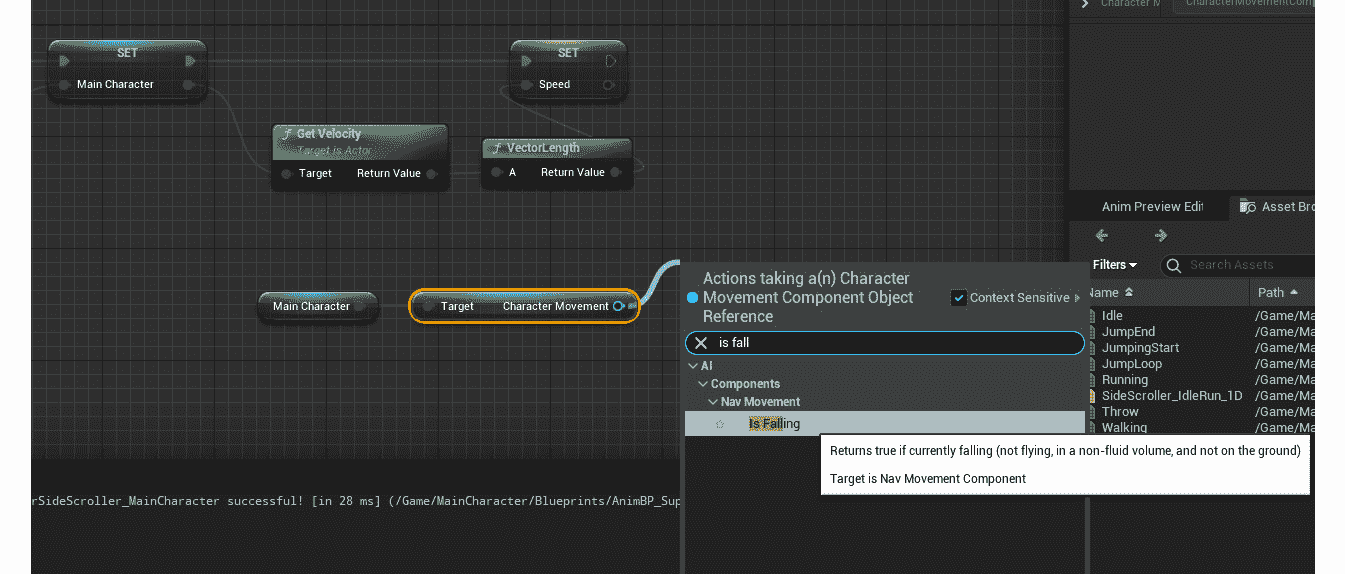 Character M
CharacterMovementComp
SET
Main Character
SET
Speed
f Get Velocity
Target is Actor
Target
Return Value
f VectorLength
A
Return Value
Anim Preview Edit
Asset Bro
Filters
Search Assets
Name
Path
Idle
/Game/Ma
JumpEnd
/Game/Ma
JumpingStart
/Game/Ma
JumpLoop
/Game/Ma
Running
/Game/Ma
SideScroller_IdleRun_1D
/Game/Ma
Throw
/Game/Ma
Walking
/Game/Ma
Main Character
Target
Character Movement
Actions taking a(n) Character
Movement Component Object
Reference
Context Sensitive
is fall
AI
Components
Nav Movement
Is Falling
Returns true if currently falling (not flying, in a non-fluid volume, and not on the ground)
Target is Nav Movement Component
rSideScroller_MainCharacter successful! [in 28 ms] (/Game/MainCharacter/Blueprints/AnimBP_Sup